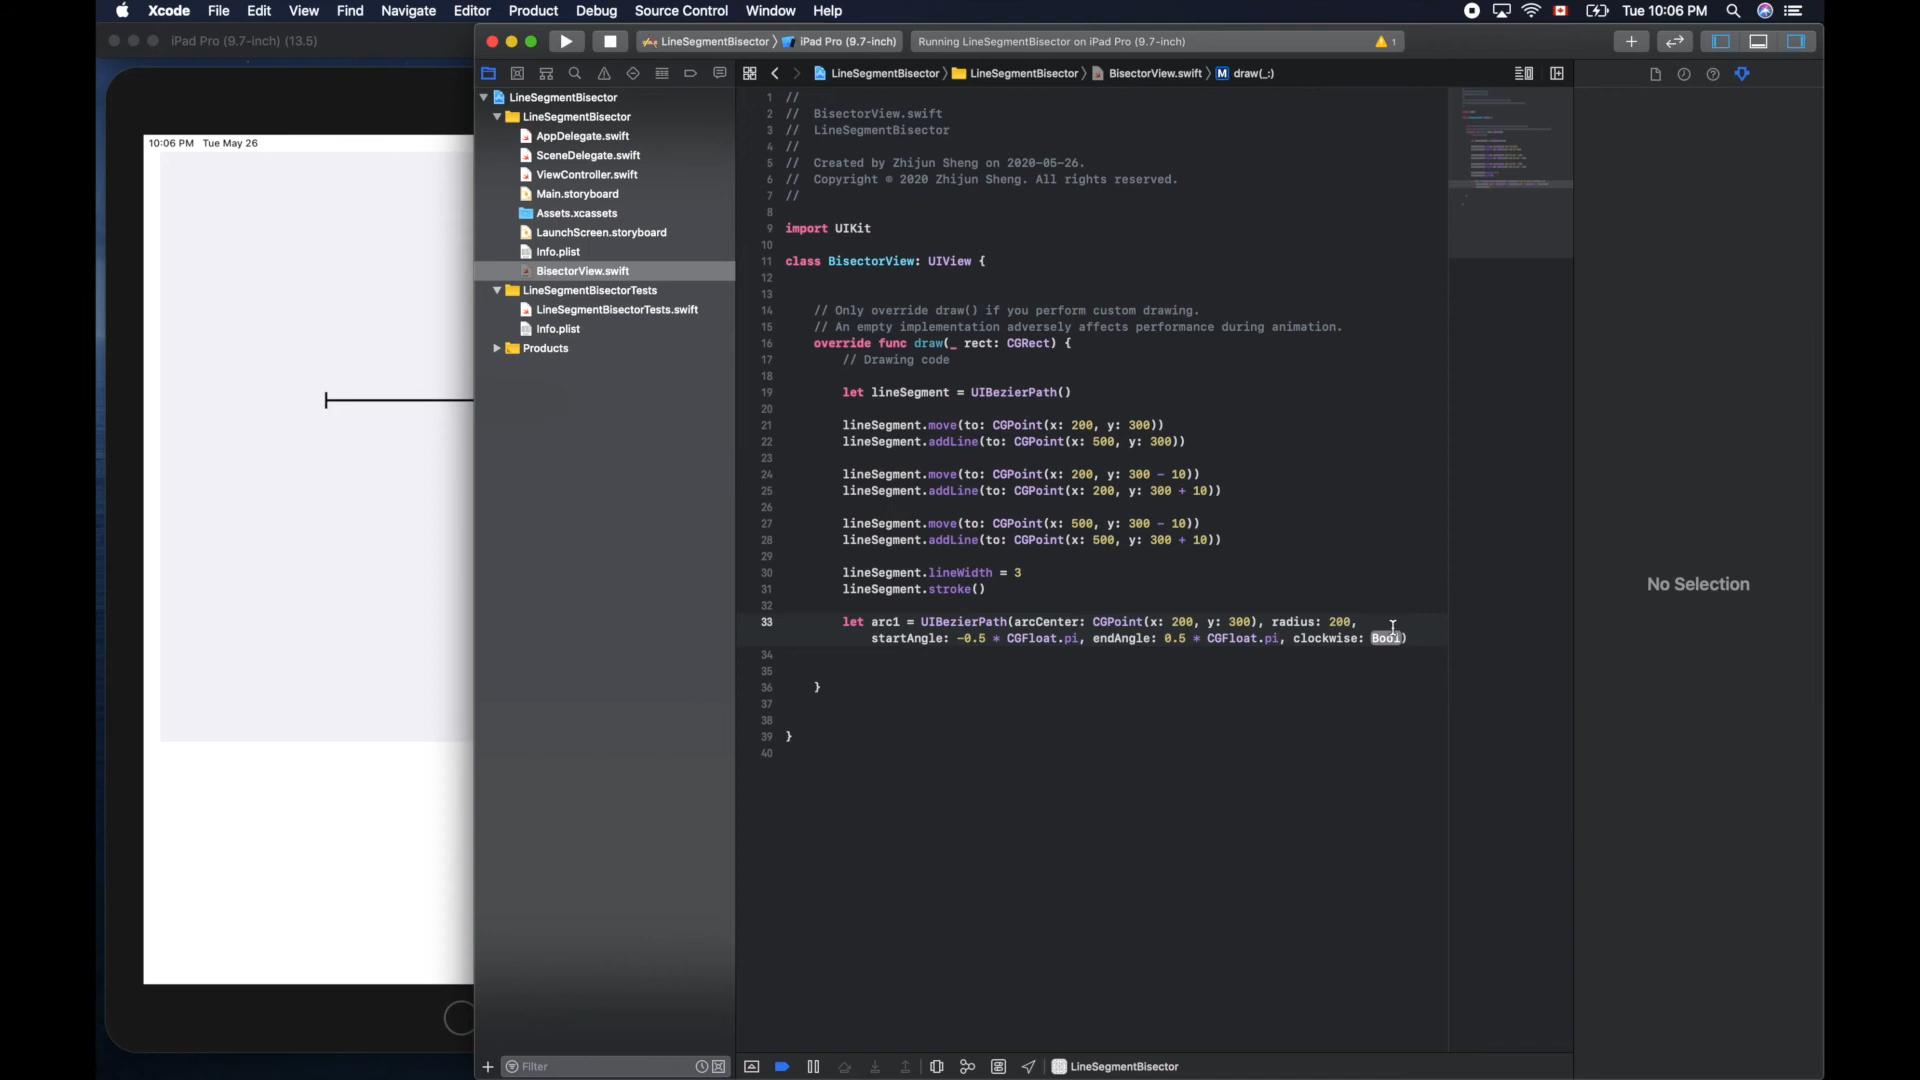 Xcode File Edit View Find Navigate Editor Product Debug Source Control Window Help Tue 10:06 PM
iPad Pro (9.7-inch) (13.5)
LineSegmentBisector iPad Pro (9.7-inch) Running LineSegmentBisector on iPad Pro (9.7-inch) 1
LineSegmentBisector LineSegmentBisector BisectorView.swift M draw(_:)
10:06 PM Tue May 26
LineSegmentBisector
LineSegmentBisector
AppDelegate.swift
SceneDelegate.swift
ViewController.swift
Main.storyboard
Assets.xcassets
LaunchScreen.storyboard
Info.plist
BisectorView.swift
LineSegmentBisectorTests
LineSegmentBisectorTests.swift
Info.plist
Products
1 //
2 // BisectorView.swift
3 // LineSegmentBisector
4 //
5 // Created by Zhijun Sheng on 2020-05-26.
6 // Copyright © 2020 Zhijun Sheng. All rights reserved.
7 //
8
9 import UIKit
10
11 class BisectorView: UIView {
12
13
14 // Only override draw() if you perform custom drawing.
15 // An empty implementation adversely affects performance during animation.
16 override func draw(_ rect: CGRect) {
17 // Drawing code
18
19 let lineSegment = UIBezierPath()
20
21 lineSegment.move(to: CGPoint(x: 200, y: 300))
22 lineSegment.addLine(to: CGPoint(x: 500, y: 300))
23
24 lineSegment.move(to: CGPoint(x: 200, y: 300 - 10))
25 lineSegment.addLine(to: CGPoint(x: 200, y: 300 + 10))
26
27 lineSegment.move(to: CGPoint(x: 500, y: 300 - 10))
28 lineSegment.addLine(to: CGPoint(x: 500, y: 300 + 10))
29
30 lineSegment.lineWidth = 3
31 lineSegment.stroke()
32
33 let arc1 = UIBezierPath(arcCenter: CGPoint(x: 200, y: 300), radius: 200,
startAngle: -0.5 * CGFloat.pi, endAngle: 0.5 * CGFloat.pi, clockwise: Bool)
34
35
36 }
37
38
39 }
40
No Selection
Filter
LineSegmentBisector